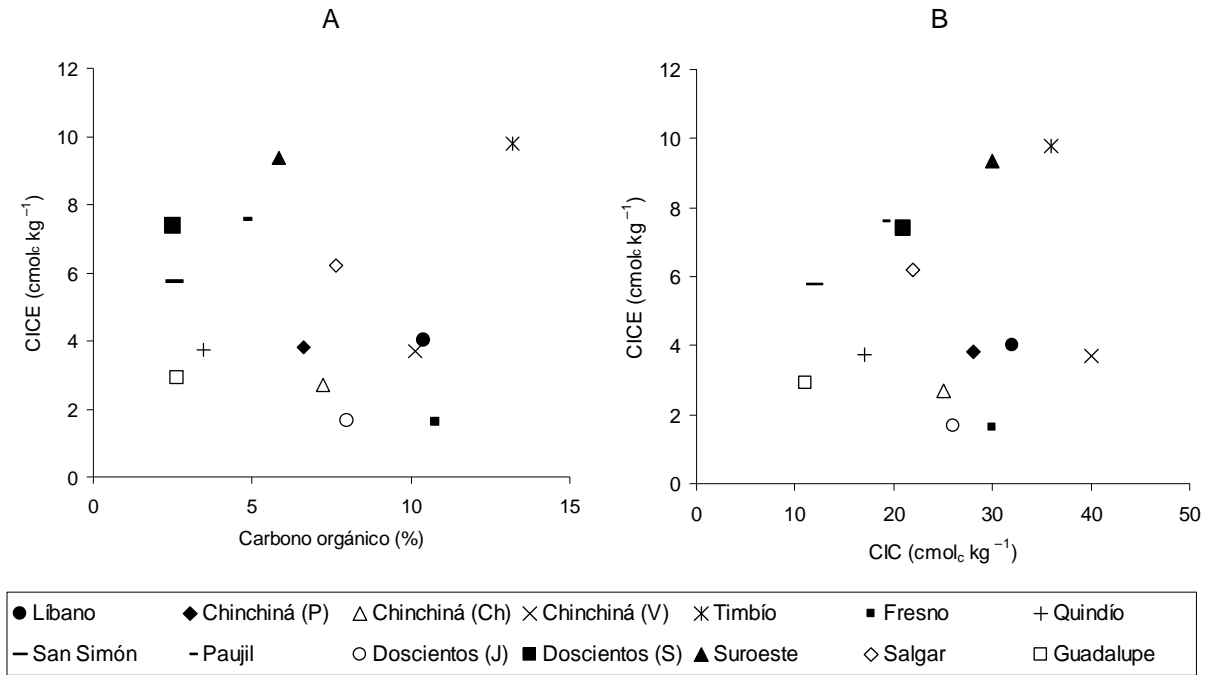 A
B
12
10
8
6
4
2
0
CICE (cmolc kg −1)
0 5 10 15
Carbono orgánico (%)
12
10
8
6
4
2
0
CICE (cmolc kg −1)
0 10 20 30 40 50
CIC (cmolc kg −1)
Líbano Chinchiná (P) Chinchiná (Ch) Chinchiná (V) Timbío Fresno Quindío
San Simón Paujil Doscientos (J) Doscientos (S) Suroeste Salgar Guadalupe